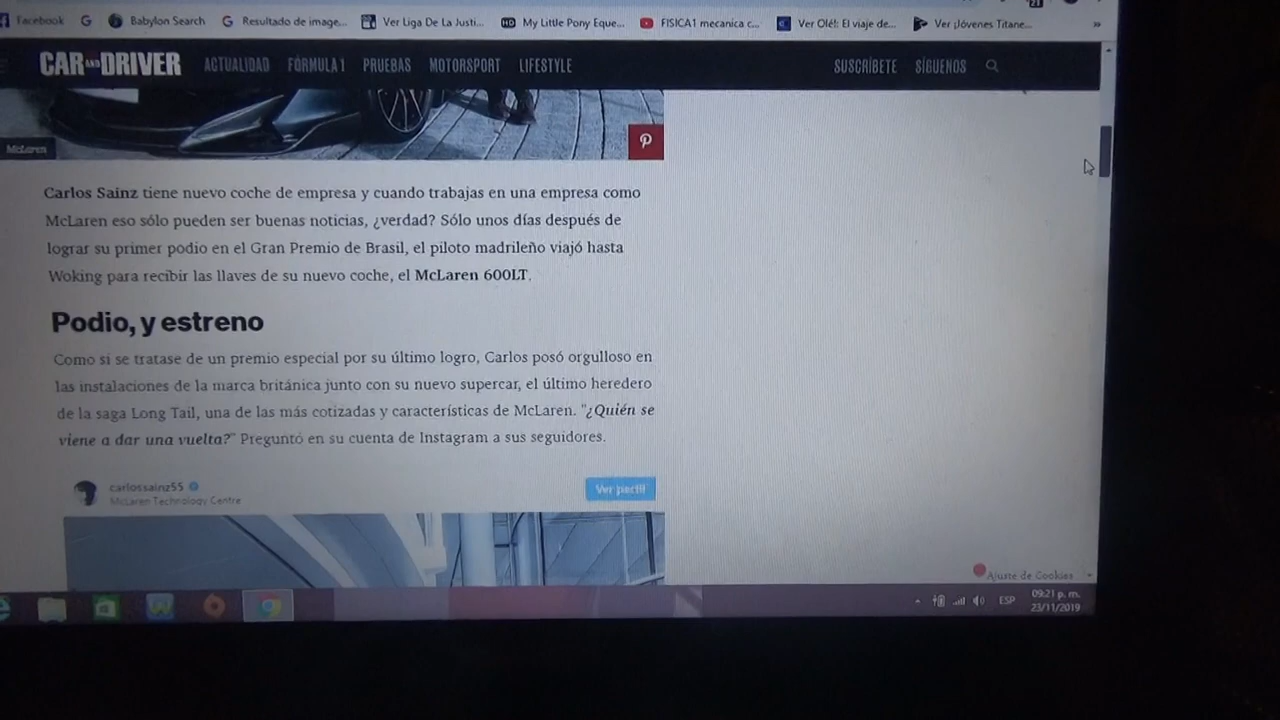 Facebook
Babylon Search
Resultado de image...
Ver Liga De La Justi...
HD My Little Pony Eque...
FISICA1 mecanica c...
Ver Olé!: El viaje de...
Ver ¡Jóvenes Titane...
»
CAR AND DRIVER
ACTUALIDAD
FÓRMULA 1
PRUEBAS
MOTORSPORT
LIFESTYLE
SUSCRÍBETE
SÍGUENOS
McLaren
Carlos Sainz tiene nuevo coche de empresa y cuando trabajas en una empresa como
McLaren eso sólo pueden ser buenas noticias, ¿verdad? Sólo unos días después de
lograr su primer podio en el Gran Premio de Brasil, el piloto madrileño viajó hasta
Woking para recibir las llaves de su nuevo coche, el McLaren 600LT.
Podio, y estreno
Como si se tratase de un premio especial por su último logro, Carlos posó orgulloso en
las instalaciones de la marca británica junto con su nuevo supercar, el último heredero
de la saga Long Tail, una de las más cotizadas y características de McLaren. "¿Quién se
viene a dar una vuelta?" Preguntó en su cuenta de Instagram a sus seguidores.
carlossainz55
Ver perfil
McLaren Technology Centre
Ajuste de Cookies
ESP
09:21 p. m.
23/11/2019